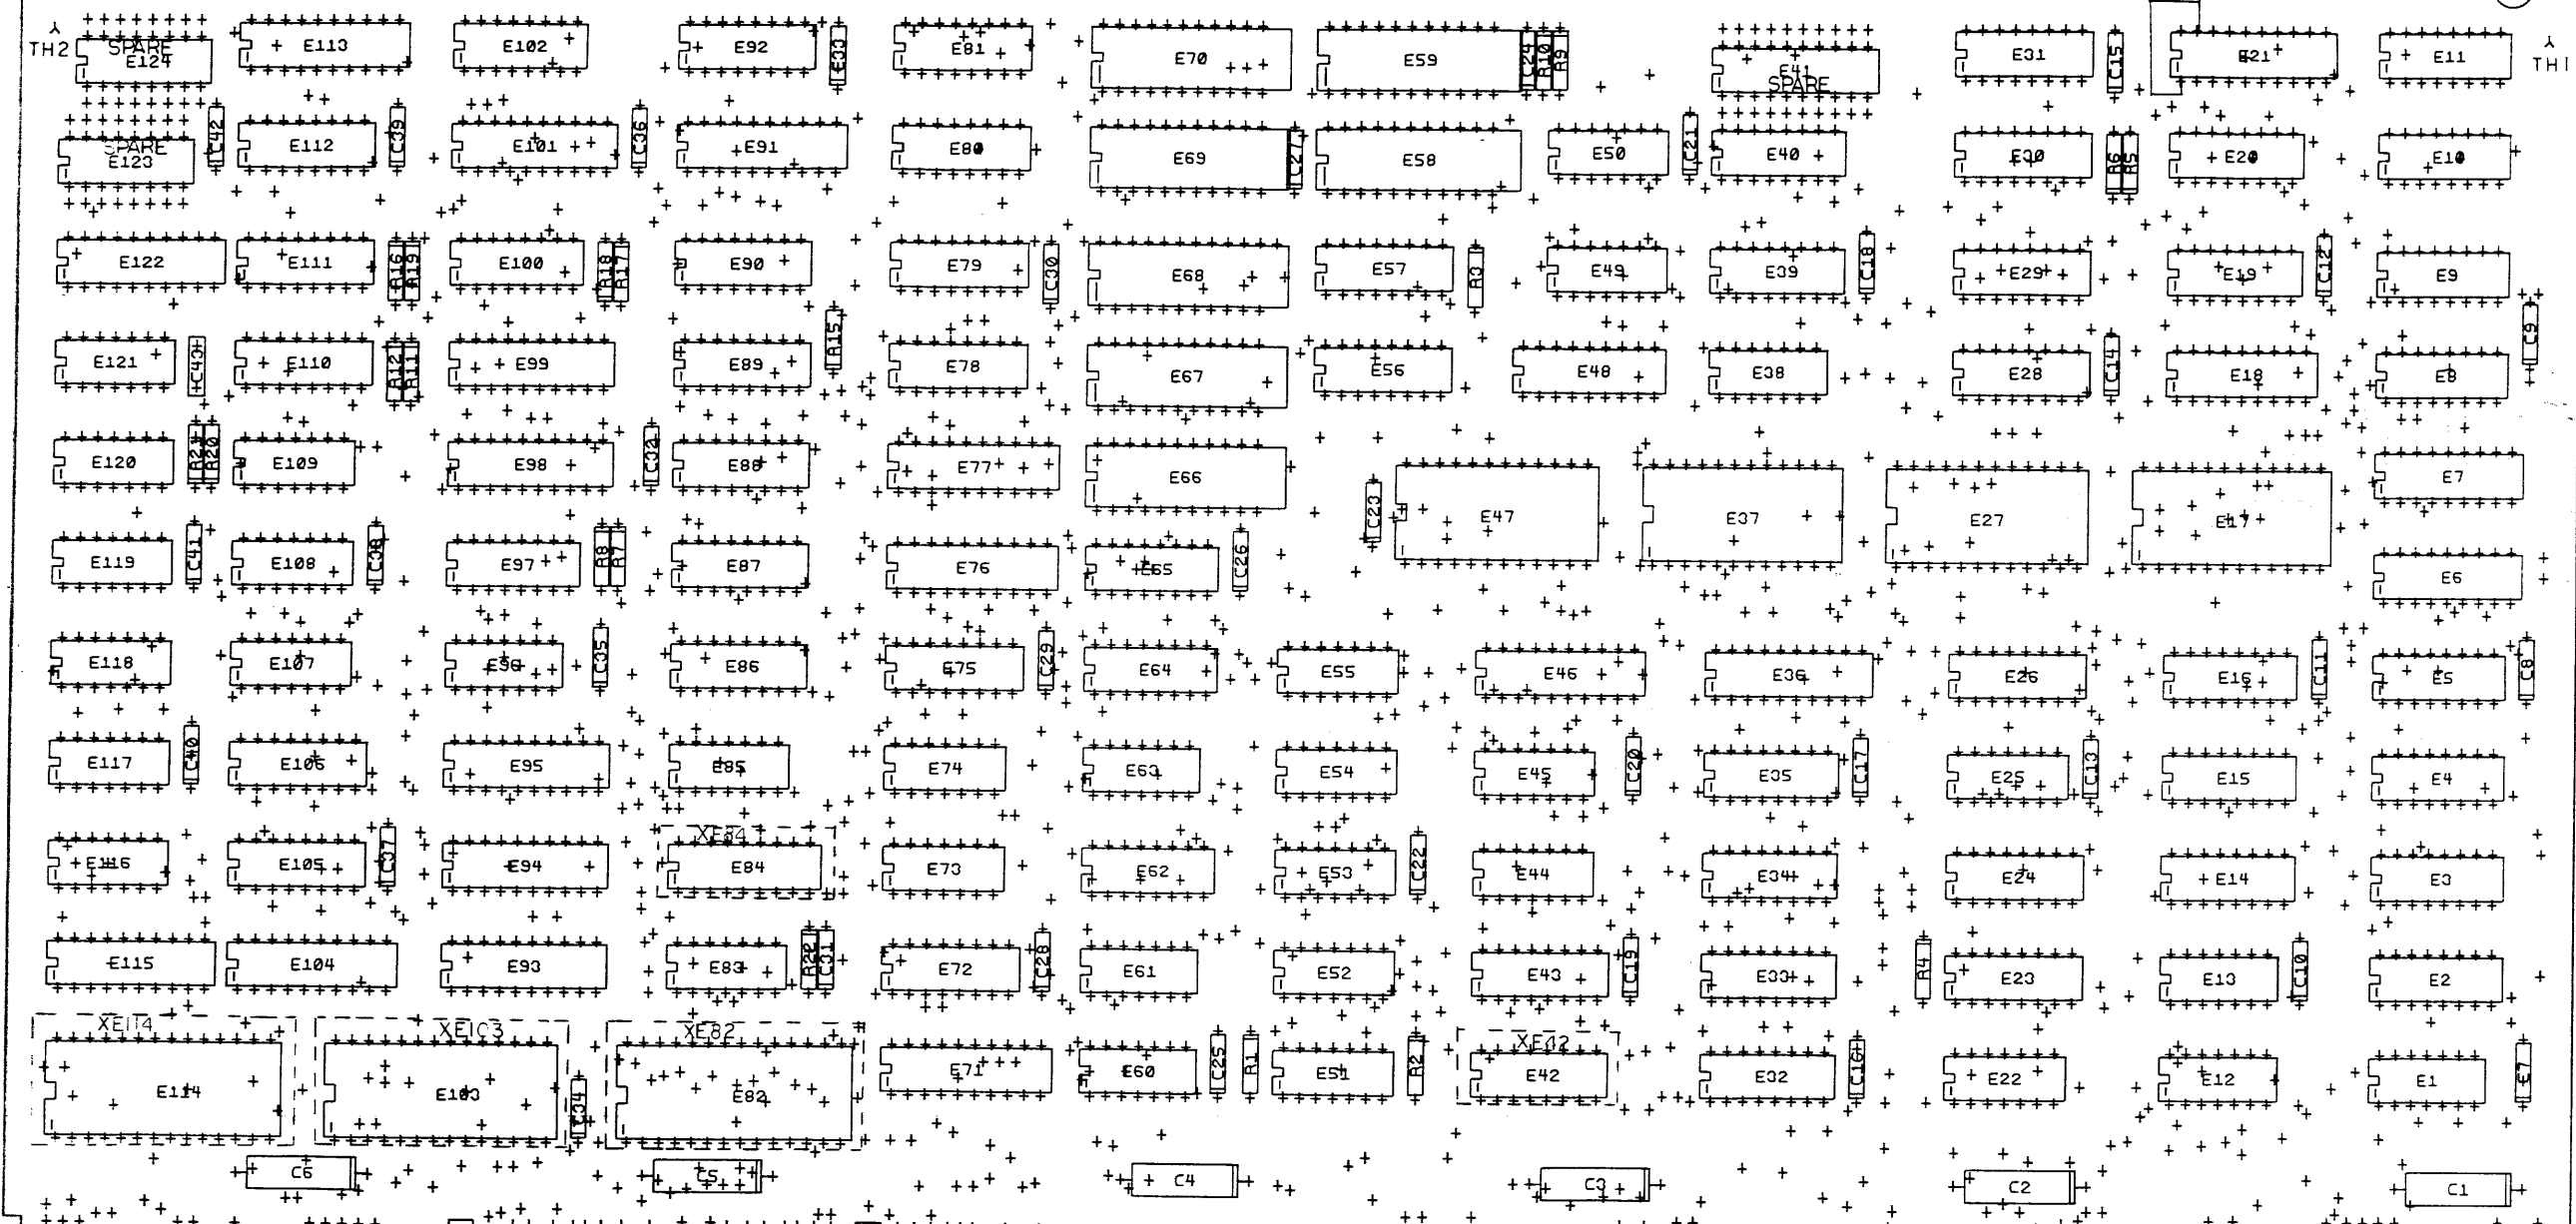 TH2 SPARE E124 E113 E102 E92 E33 E81 E70 E59 C24 R10 R9 E41 SPARE E31 C15 E21 E11 TH1
SPARE E123 C42 E112 C39 E101 C36 E91 E80 E69 C27 E58 E50 C21 E40 E30 R6 R5 E20 E10
E122 E111 R16 R19 E100 R18 R17 E90 E79 C30 E68 E57 R3 E49 E39 C18 E29 E19 C12 E9
E121 C43 E110 R12 R11 E99 E89 R15 E78 E67 E56 E48 E38 E28 C14 E18 E8 C9
E120 R21 R20 E109 E98 C32 E88 E77 E66 C23 E47 E37 E27 E17 E7
E119 C41 E108 C38 E97 R8 R7 E87 E76 E65 C26 E6
E118 E107 E96 C35 E86 E75 C29 E64 E55 E46 E36 E26 E16 C11 E5 C8
E117 C40 E106 E95 E85 E74 E63 E54 E45 C20 E35 C17 E25 C13 E15 E4
E116 E105 C37 E94 XE84 E84 E73 E62 E53 C22 E44 E34 E24 E14 E3
E115 E104 E93 E83 R22 C31 E72 C28 E61 E52 E43 C19 E33 R4 E23 E13 C10 E2
XE114 E114 XE103 E103 C34 XE82 E82 E71 E60 C25 R1 E51 R2 XE42 E42 E32 C16 E22 E12 E1 C7
C6 C5 C4 C3 C2 C1